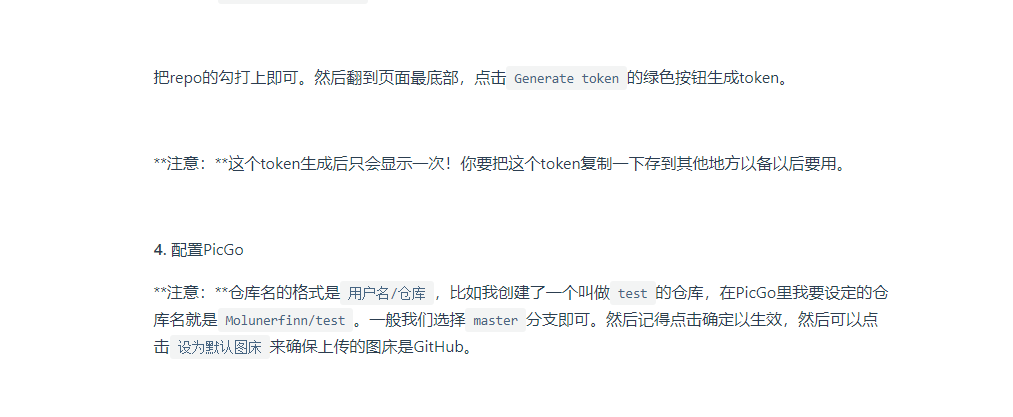 把repo的勾打上即可。然后翻到页面最底部，点击 Generate token 的绿色按钮生成token。
**注意：**这个token生成后只会显示一次！你要把这个token复制一下存到其他地方以备以后要用。
4. 配置PicGo
**注意：**仓库名的格式是 用户名/仓库 ，比如我创建了一个叫做 test 的仓库，在PicGo里我要设定的仓
库名就是 Molunerfinn/test 。一般我们选择 master 分支即可。然后记得点击确定以生效，然后可以点
击 设为默认图床 来确保上传的图床是GitHub。